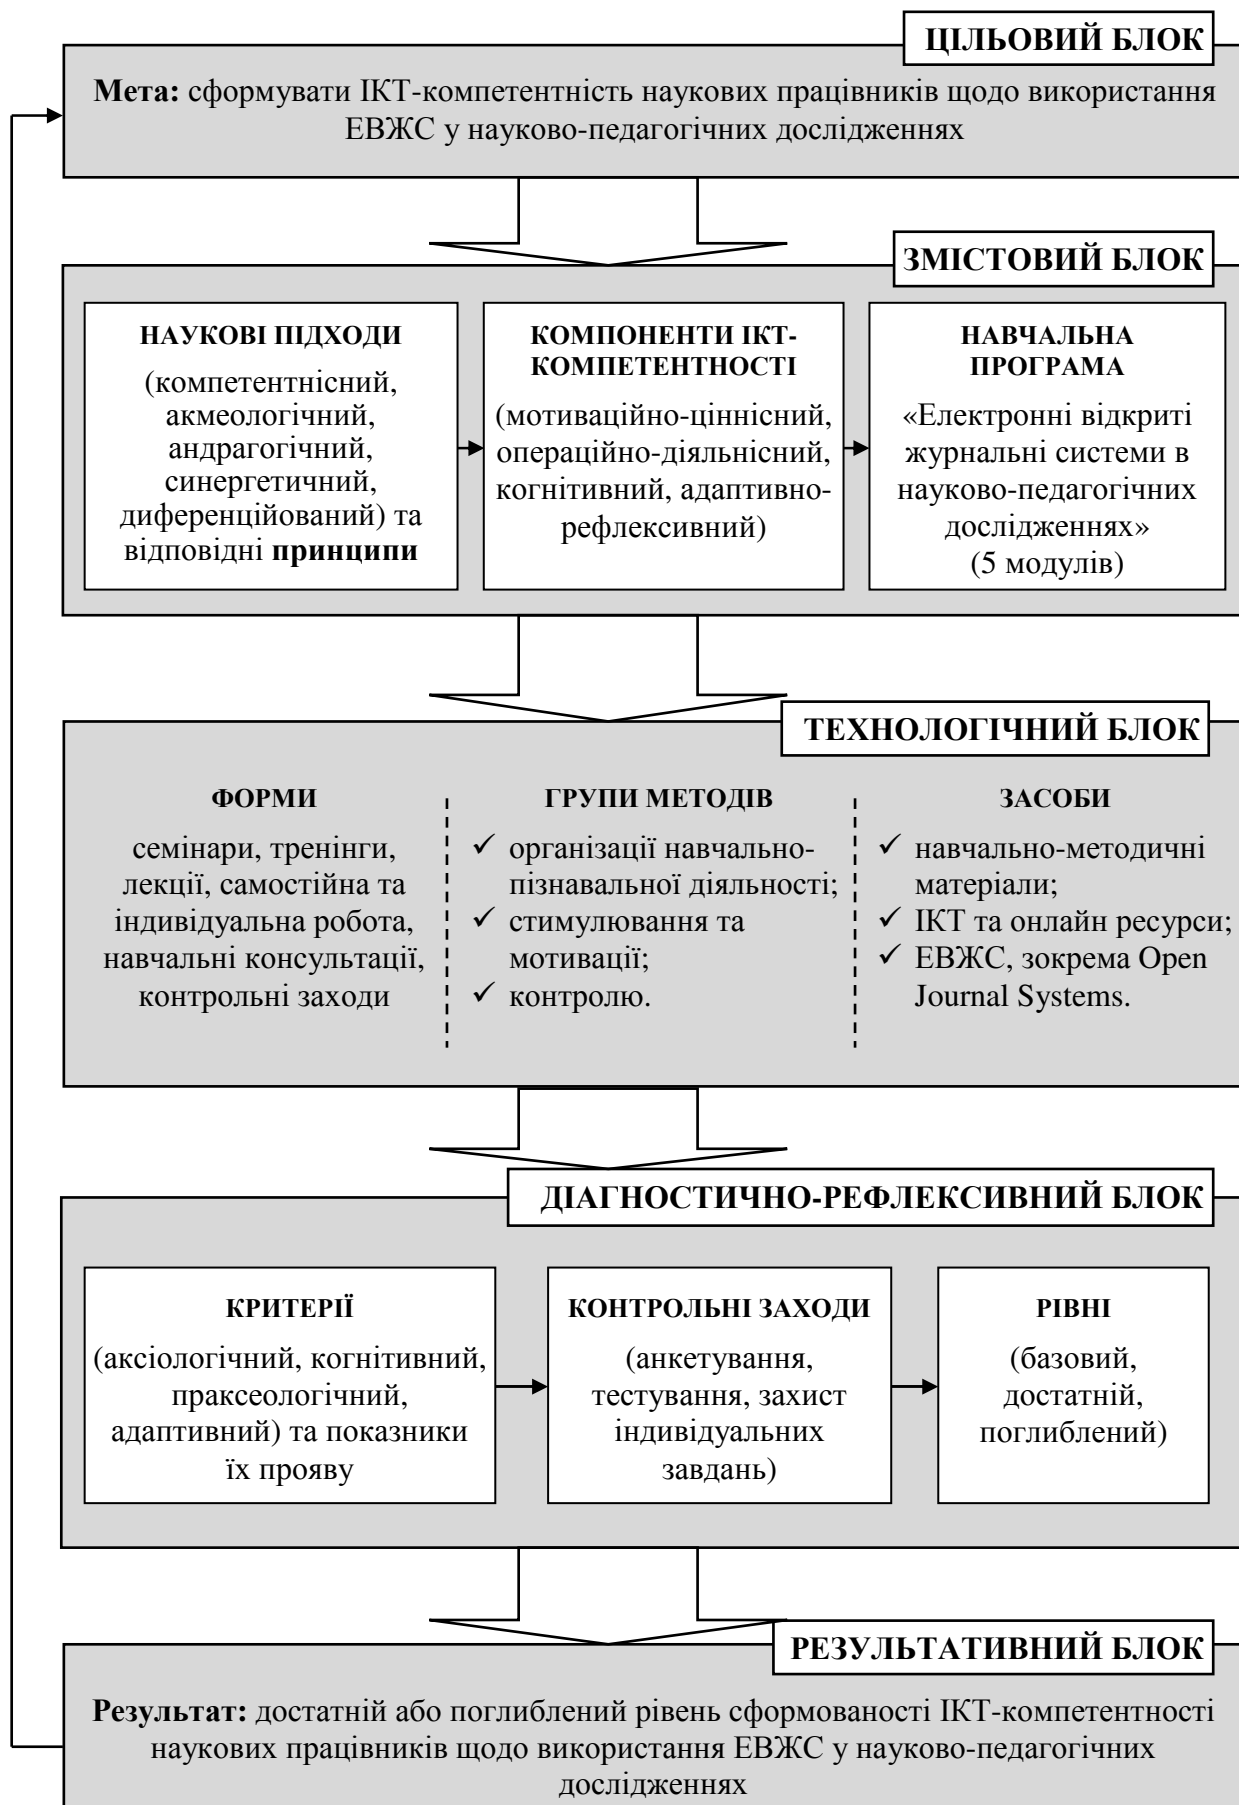 ЦІЛЬОВИЙ БЛОК
Мета: сформувати ІКТ-компетентність наукових працівників щодо використання
ЕВЖС у науково-педагогічних дослідженнях
ЗМІСТОВИЙ БЛОК
НАУКОВІ ПІДХОДИ
(компетентнісний,
акмеологічний,
андрагогічний,
синергетичний,
диференційований) та
відповідні принципи
КОМПОНЕНТИ ІКТ-
КОМПЕТЕНТНОСТІ
(мотиваційно-ціннісний,
операційно-діяльнісний,
когнітивний, адаптивно-
рефлексивний)
НАВЧАЛЬНА
ПРОГРАМА
«Електронні відкриті
журнальні системи в
науково-педагогічних
дослідженнях»
(5 модулів)
ТЕХНОЛОГІЧНИЙ БЛОК
ФОРМИ
семінари, тренінги,
лекції, самостійна та
індивідуальна робота,
навчальні консультації,
контрольні заходи
ГРУПИ МЕТОДІВ
✓ організації навчально-
пізнавальної діяльності;
✓ стимулювання та
мотивації;
✓ контролю.
ЗАСОБИ
✓ навчально-методичні
матеріали;
✓ ІКТ та онлайн ресурси;
✓ ЕВЖС, зокрема Open
Journal Systems.
ДІАГНОСТИЧНО-РЕФЛЕКСИВНИЙ БЛОК
КРИТЕРІЇ
(аксіологічний, когнітивний,
праксеологічний,
адаптивний) та показники
їх прояву
КОНТРОЛЬНІ ЗАХОДИ
(анкетування,
тестування, захист
індивідуальних
завдань)
РІВНІ
(базовий,
достатній,
поглиблений)
РЕЗУЛЬТАТИВНИЙ БЛОК
Результат: достатній або поглиблений рівень сформованості ІКТ-компетентності
наукових працівників щодо використання ЕВЖС у науково-педагогічних
дослідженнях